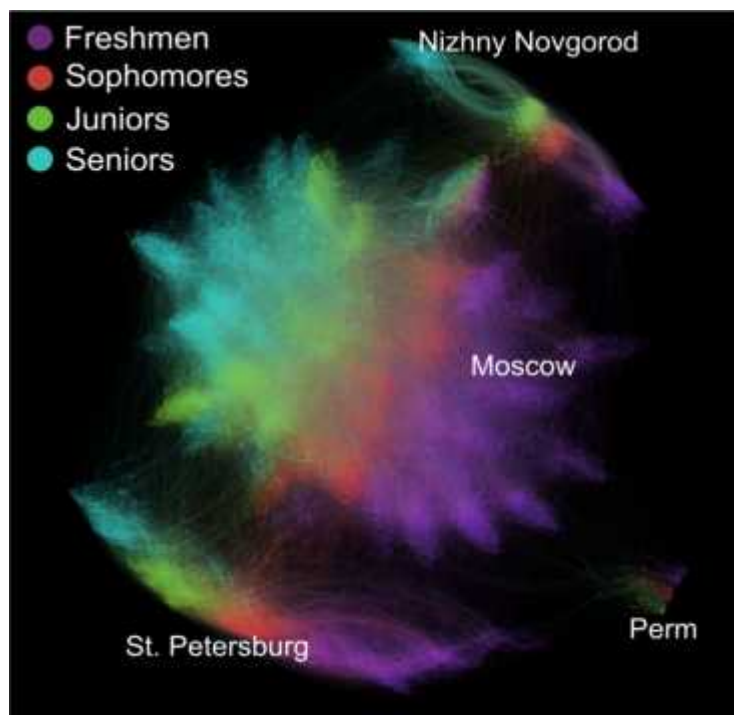 Freshmen
Sophomores
Juniors
Seniors
Nizhny Novgorod
Moscow
Perm
St. Petersburg